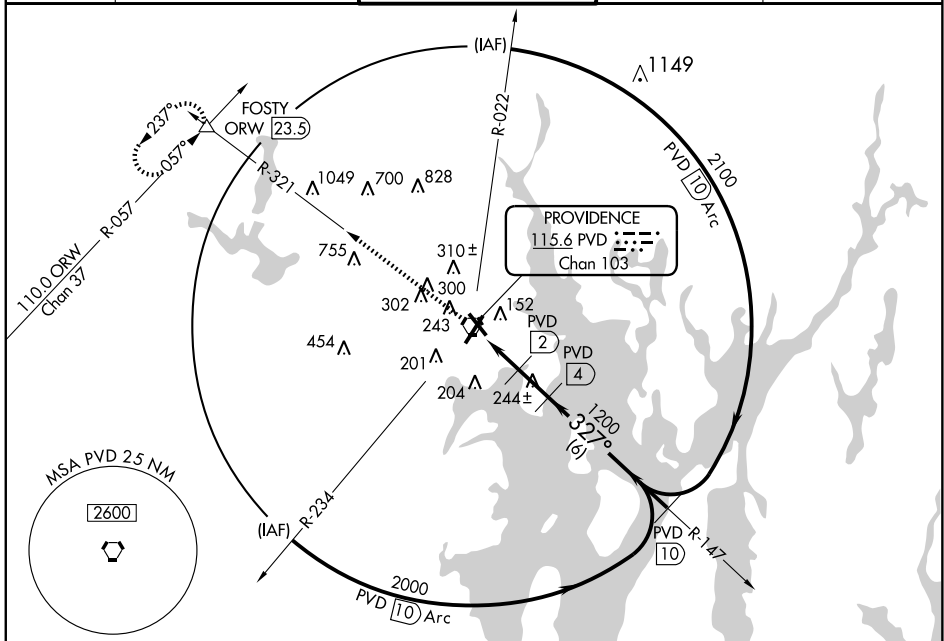 (IAF)
1149
R-022
2100
PVD 10 Arc
237°
FOSTY
ORW 23.5
057°
R-321
R-057
110.0 ORW
Chan 37
1049
700
828
PROVIDENCE
115.6 PVD
Chan 103
755
310±
300
302
243
152
PVD
2
PVD
4
454
201
204
244±
1200
327°
(6)
MSA PVD 25 NM
2600
R-234
(IAF)
PVD
10
R-147
2000
PVD 10 Arc